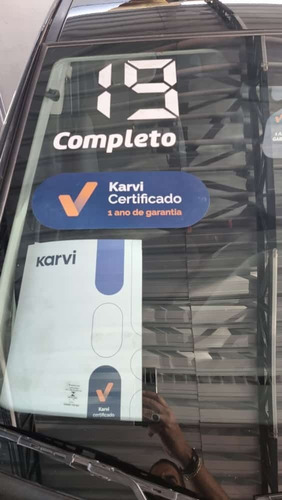 19
Completo
Karvi
Certificado
1 ano de garantia
Karvi
Karvi
certificado